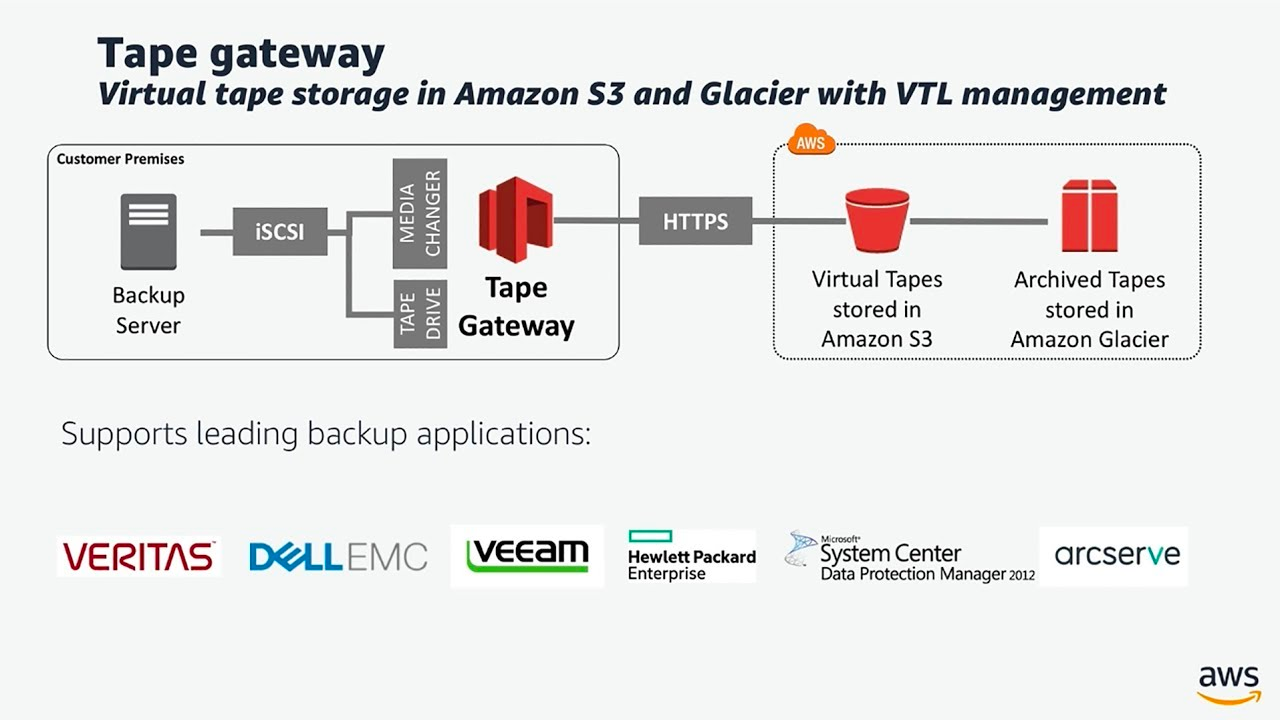 Tape gateway
Virtual tape storage in Amazon S3 and Glacier with VTL management
Customer Premises
AWS
Backup
Server
iSCSI
MEDIA
CHANGER
TAPE
DRIVE
Tape
Gateway
HTTPS
Virtual Tapes
stored in
Amazon S3
Archived Tapes
stored in
Amazon Glacier
Supports leading backup applications:
VERITAS™
DELLEMC
veeam
Hewlett Packard
Enterprise
Microsoft®
System Center
Data Protection Manager 2012
arcserve
aws